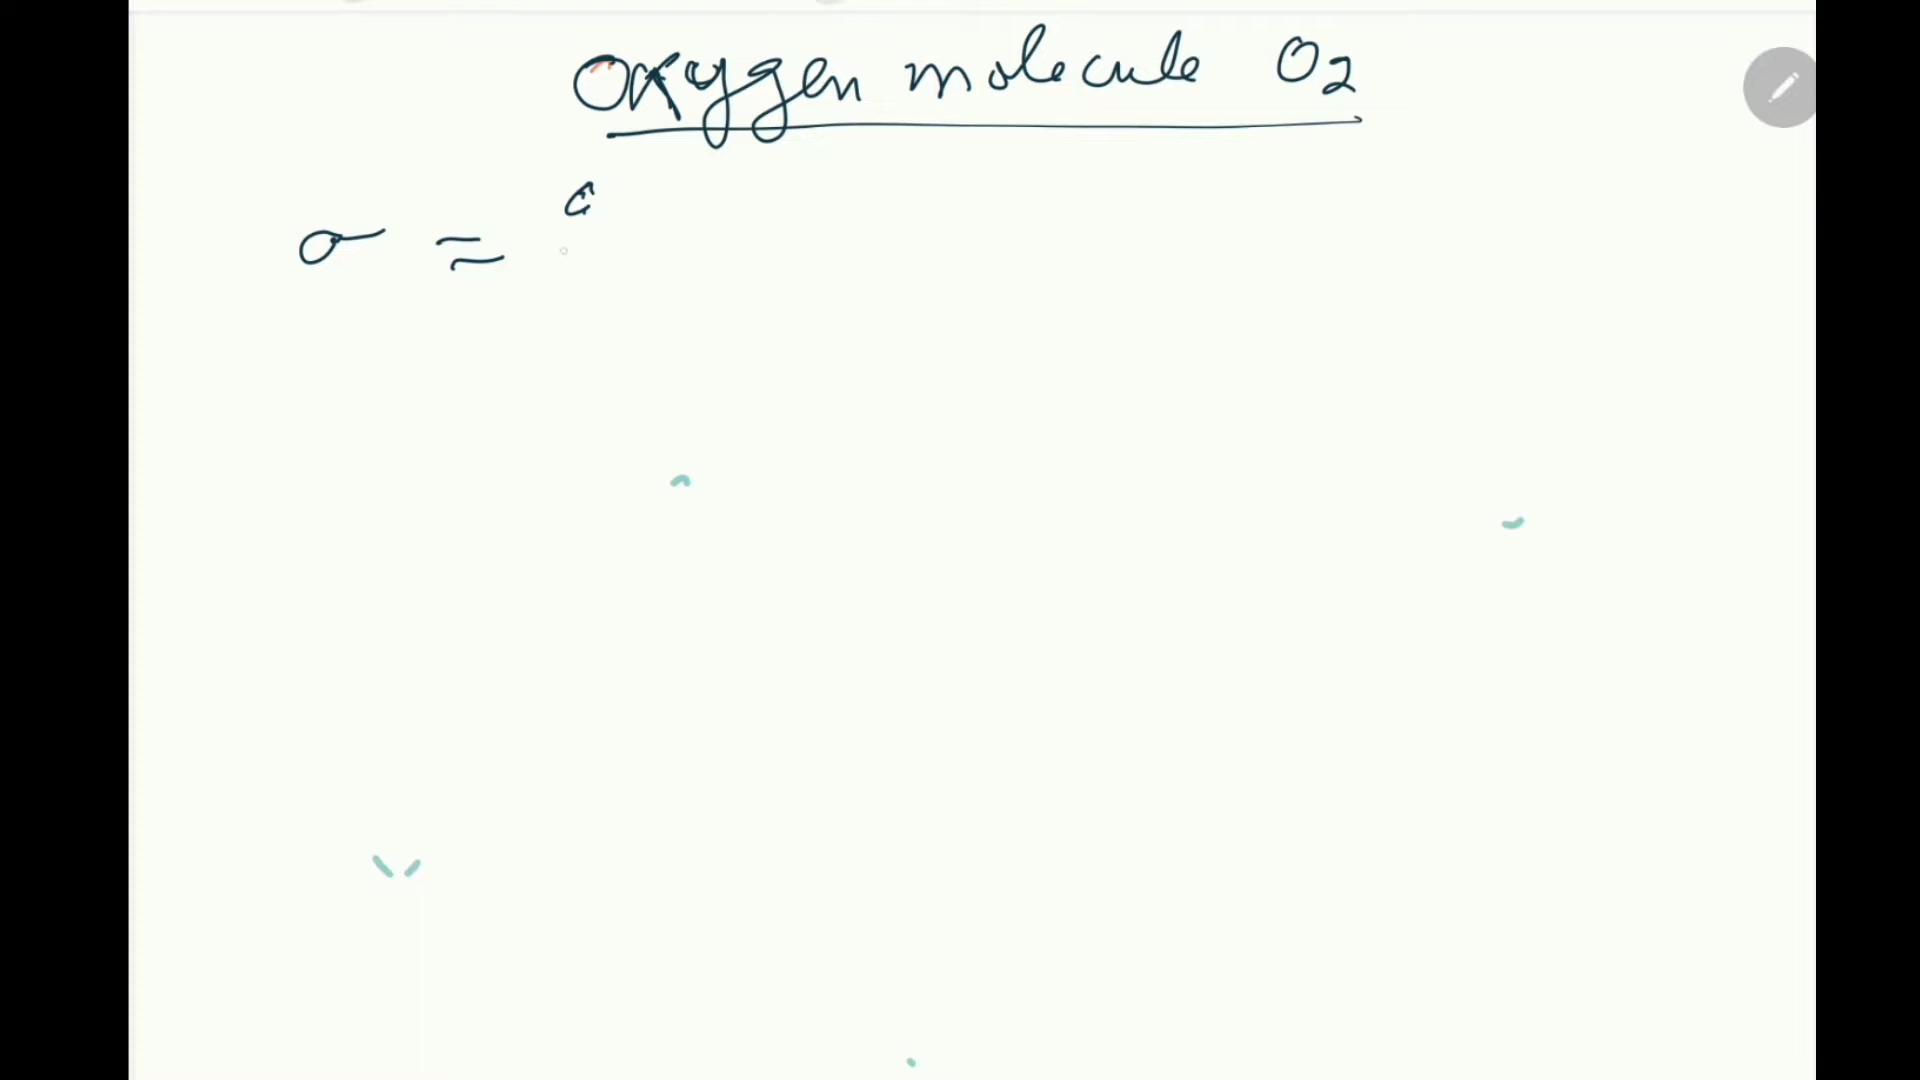 Oxygen molecule O2
σ =